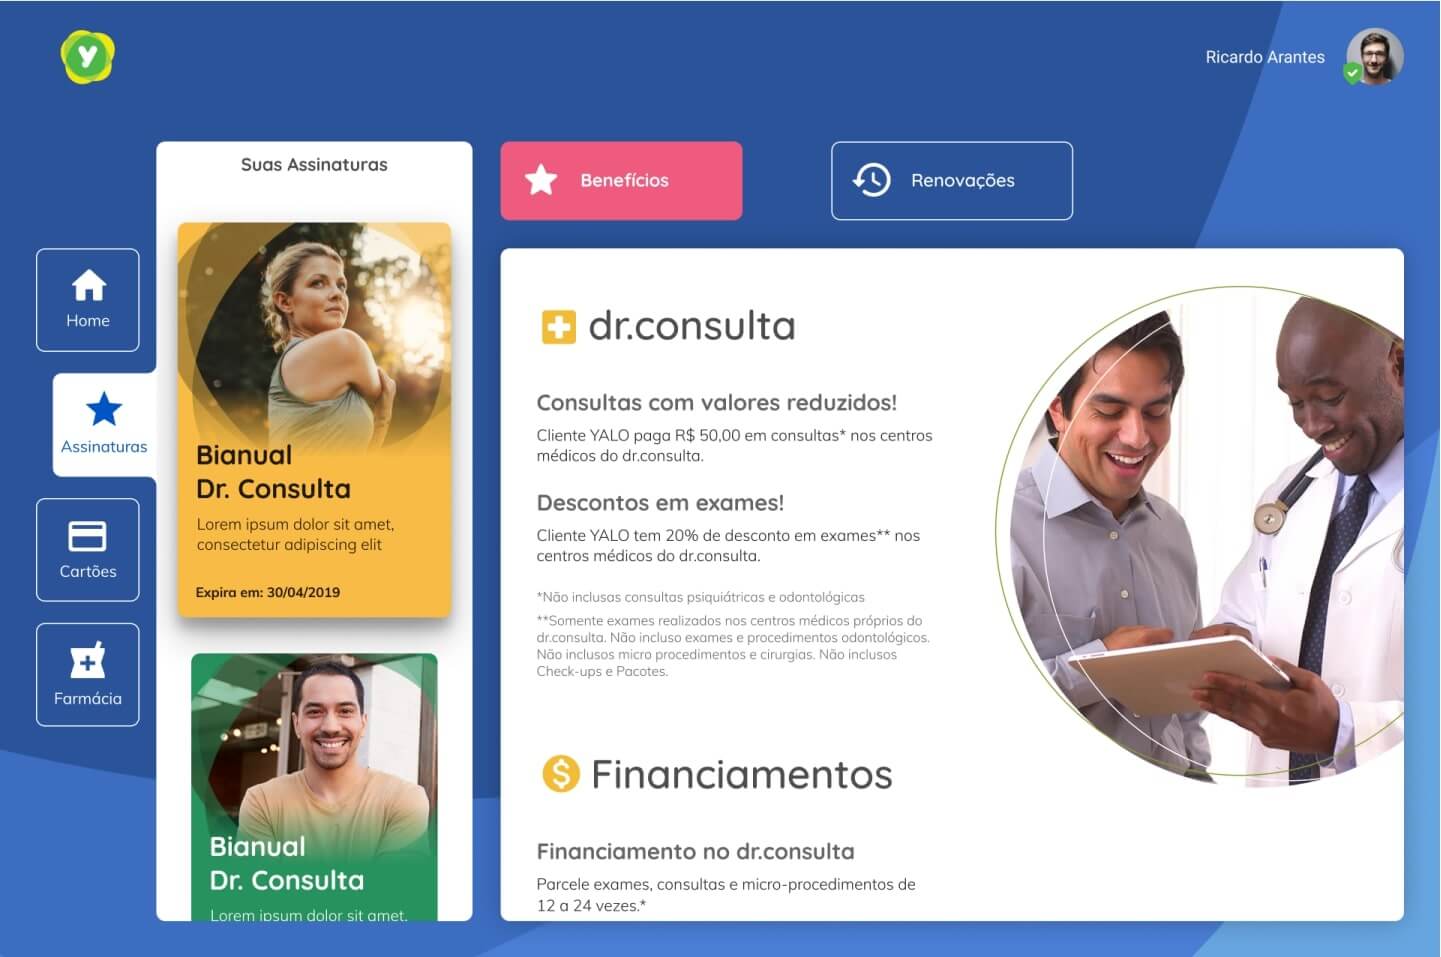 y
Ricardo Arantes
Suas Assinaturas
Benefícios
Renovações
Home
Assinaturas
Cartões
Farmácia
Bianual
Dr. Consulta
Lorem ipsum dolor sit amet,
consectetur adipiscing elit
Expira em: 30/04/2019
Bianual
Dr. Consulta
Lorem ipsum dolor sit amet,
dr.consulta
Consultas com valores reduzidos!
Cliente YALO paga R$ 50,00 em consultas* nos centros
médicos do dr.consulta.
Descontos em exames!
Cliente YALO tem 20% de desconto em exames** nos
centros médicos do dr.consulta.
*Não inclusas consultas psiquiátricas e odontológicas
**Somente exames realizados nos centros médicos próprios do
dr.consulta. Não incluso exames e procedimentos odontológicos.
Não inclusos micro procedimentos e cirurgias. Não inclusos
Check-ups e Pacotes.
$ Financiamentos
Financiamento no dr.consulta
Parcele exames, consultas e micro-procedimentos de
12 a 24 vezes.*